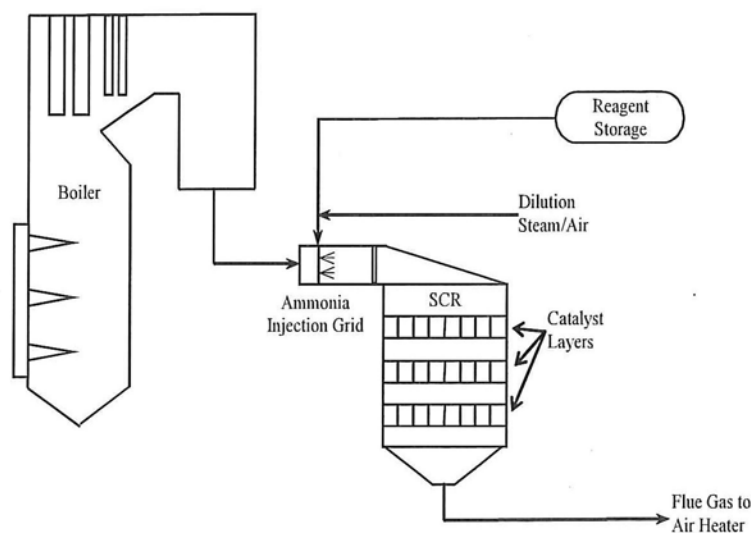 Reagent
Storage
Boiler
Dilution
Steam/Air
Ammonia
Injection Grid
SCR
Catalyst
Layers
Flue Gas to
Air Heater